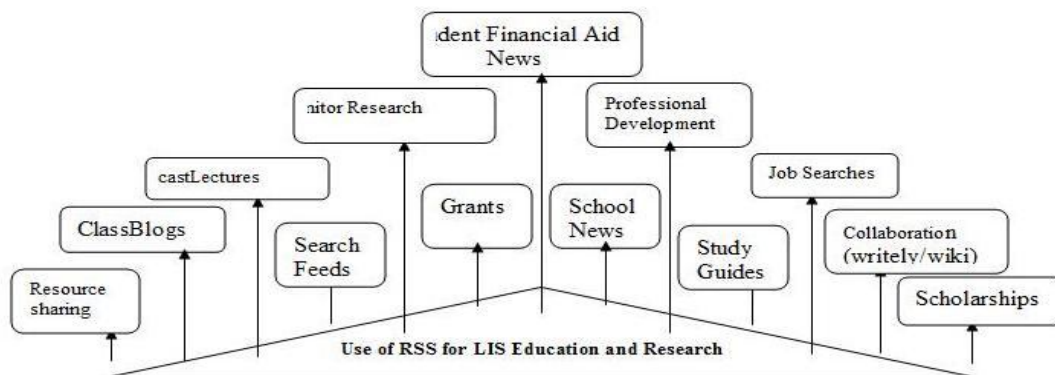 dent Financial Aid
News
nitor Research
Professional
Development
castLectures
Job Searches
Grants
School
News
ClassBlogs
Search
Feeds
Study
Guides
Collaboration
(writely/wiki)
Resource
sharing
Scholarships
Use of RSS for LIS Education and Research